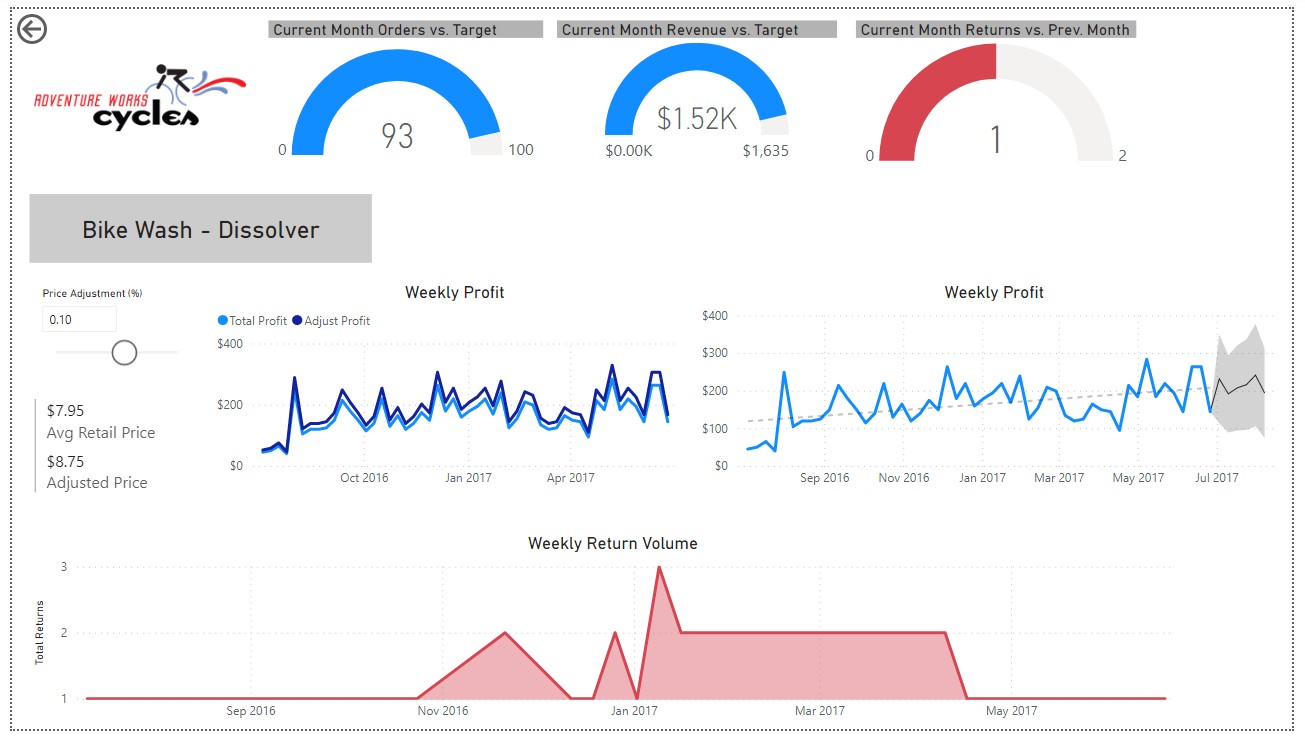 Current Month Orders vs. Target
Current Month Revenue vs. Target
Current Month Returns vs. Prev. Month
ADVENTURE WORKS
cycles
93
0
100
$1.52K
$0.00K
$1,635
1
0
2
Bike Wash - Dissolver
Price Adjustment (%)
0.10
$7.95
Avg Retail Price
$8.75
Adjusted Price
Weekly Profit
Total Profit
Adjust Profit
$400
$200
$0
Oct 2016
Jan 2017
Apr 2017
Weekly Profit
$400
$300
$200
$100
$0
Sep 2016
Nov 2016
Jan 2017
Mar 2017
May 2017
Jul 2017
Weekly Return Volume
Total Returns
3
2
1
Sep 2016
Nov 2016
Jan 2017
Mar 2017
May 2017